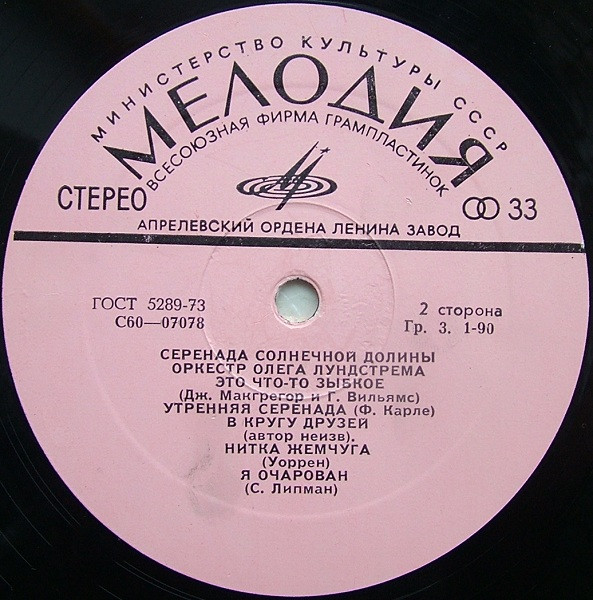 МИНИСТЕРСТВО КУЛЬТУРЫ СССР
МЕЛОДИЯ
ВСЕСОЮЗНАЯ ФИРМА ГРАМПЛАСТИНОК
СТЕРЕО
33
АПРЕЛЕВСКИЙ ОРДЕНА ЛЕНИНА ЗАВОД
ГОСТ 5289-73
С60—07078
2 сторона
Гр. 3. 1-90
СЕРЕНАДА СОЛНЕЧНОЙ ДОЛИНЫ
ОРКЕСТР ОЛЕГА ЛУНДСТРЕМА
ЭТО ЧТО-ТО ЗЫБКОЕ
(Дж. Макгрегор и Г. Вильямс)
УТРЕННЯЯ СЕРЕНАДА (Ф. Карле)
В КРУГУ ДРУЗЕЙ
(автор неизв).
НИТКА ЖЕМЧУГА
(Уоррен)
Я ОЧАРОВАН
(С. Липман)